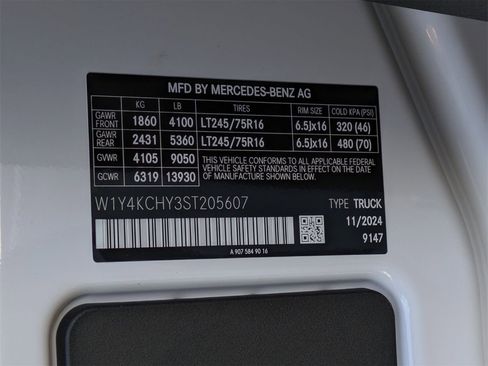 MFD BY MERCEDES-BENZ AG
KG LB TIRES RIM SIZE COLD KPA (PSI)
GAWR FRONT 1860 4100 LT245/75R16 6.5Jx16 320 (46)
GAWR REAR 2431 5360 LT245/75R16 6.5Jx16 480 (70)
GVWR 4105 9050 THIS VEHICLE CONFORMS TO ALL APPLICABLE FEDERAL
VEHICLE SAFETY STANDARDS IN EFFECT ON THE DATE
GCWR 6319 13930 OF MANUFACTURE SHOWN BELOW.
W1Y4KCHY3ST205607 TYPE TRUCK
11/2024
9147
A 907 584 90 16